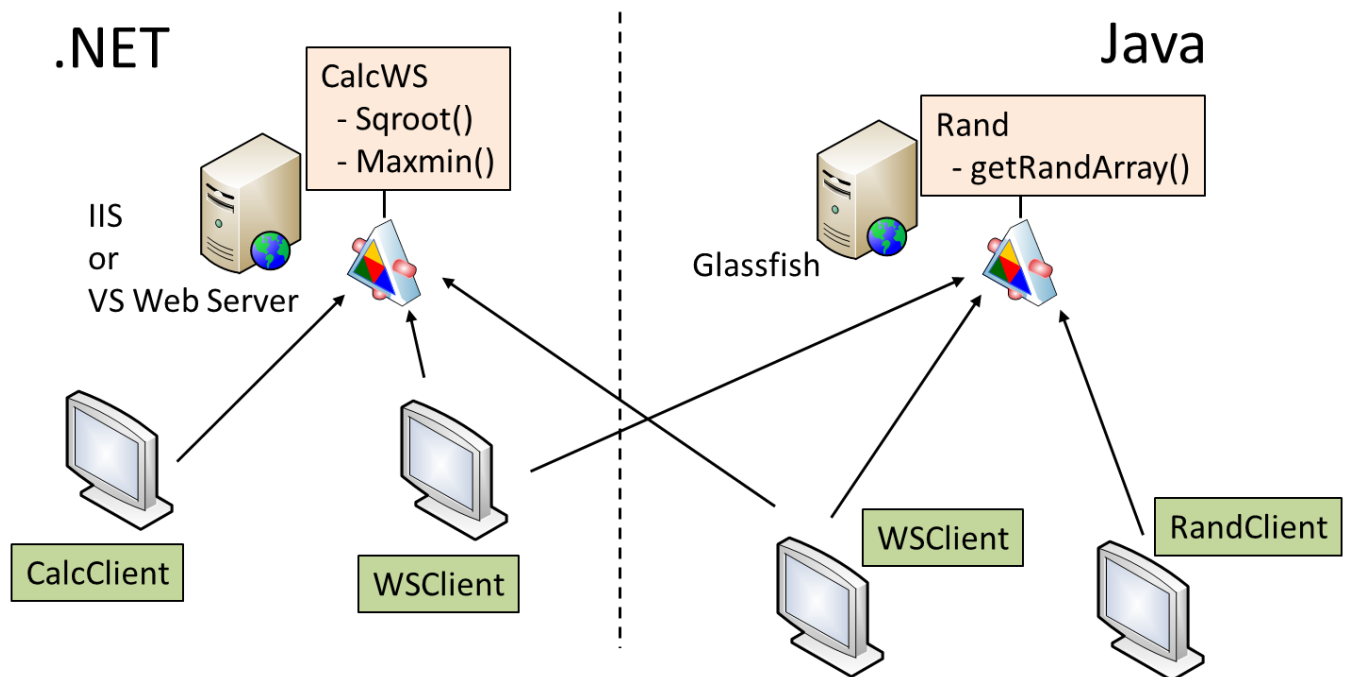 .NET
Java
CalcWS
- Sqroot()
- Maxmin()
Rand
- getRandArray()
IIS
or
VS Web Server
Glassfish
CalcClient
WSClient
WSClient
RandClient